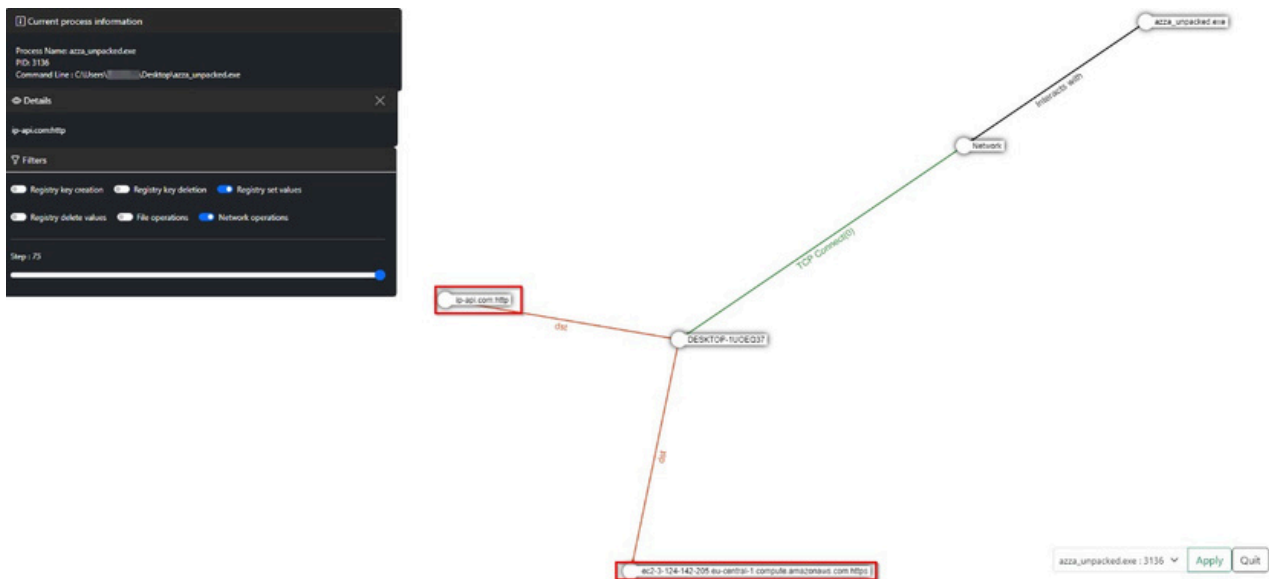 Current process information
Process Name: azza_unpacked.exe
PID: 3136
Command Line : C:\Users\ \Desktop\azza_unpacked.exe
Details
ip-api.com:http
Filters
Registry key creation Registry key deletion Registry set values
Registry delete values File operations Network operations
Step : 73
azza_unpacked.exe
Interacts with
Network
TCP Connect(0)
ip-api.com:http
dst
DESKTOP-1UOEQ37
dst
ec2-3-124-142-205.eu-central-1.compute.amazonaws.com:https
azza_unpacked.exe : 3136 Apply Quit